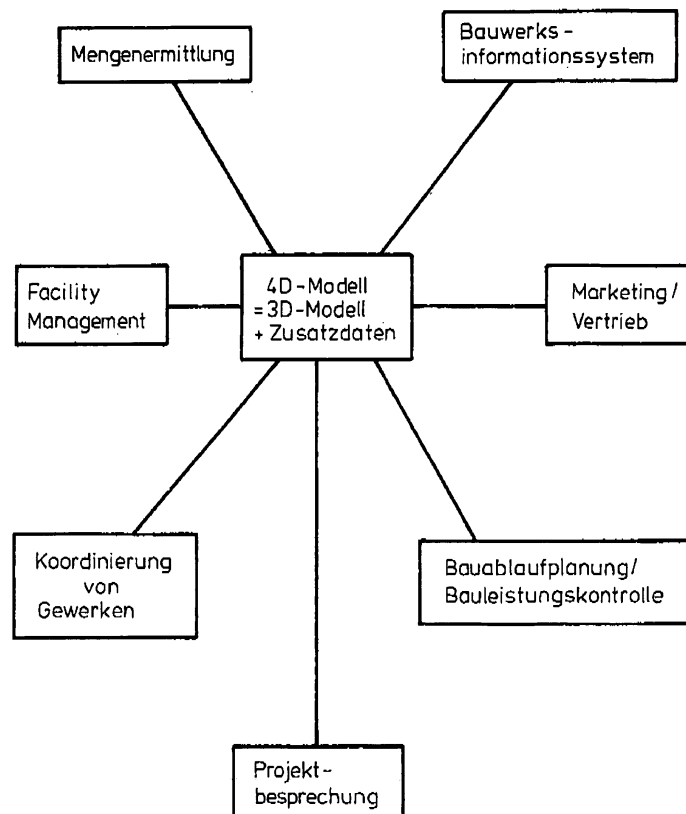 Mengenermittlung
Bauwerks-
informationssystem
4D-Modell
=3D-Modell
+ Zusatzdaten
Facility
Management
Marketing/
Vertrieb
Koordinierung
von
Gewerken
Bauablaufplanung/
Bauleistungskontrolle
Projekt-
besprechung